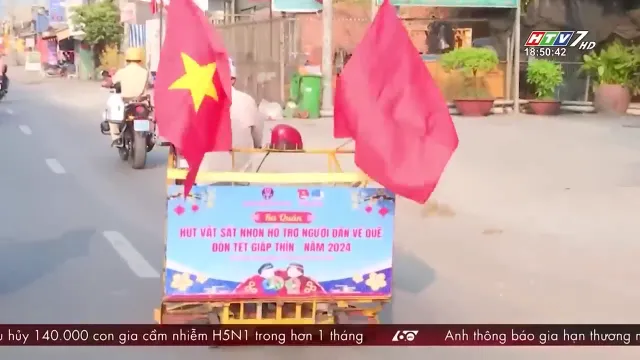 HTV7 HD
18:50:42
Ra Quân
HÚT VẬT SẮT NHỌN HỖ TRỢ NGƯỜI DÂN VỀ QUÊ
ĐÓN TẾT GIÁP THÌN - NĂM 2024
u hủy 140.000 con gia cầm nhiễm H5N1 trong hơn 1 tháng
60
Anh thông báo gia hạn thương m